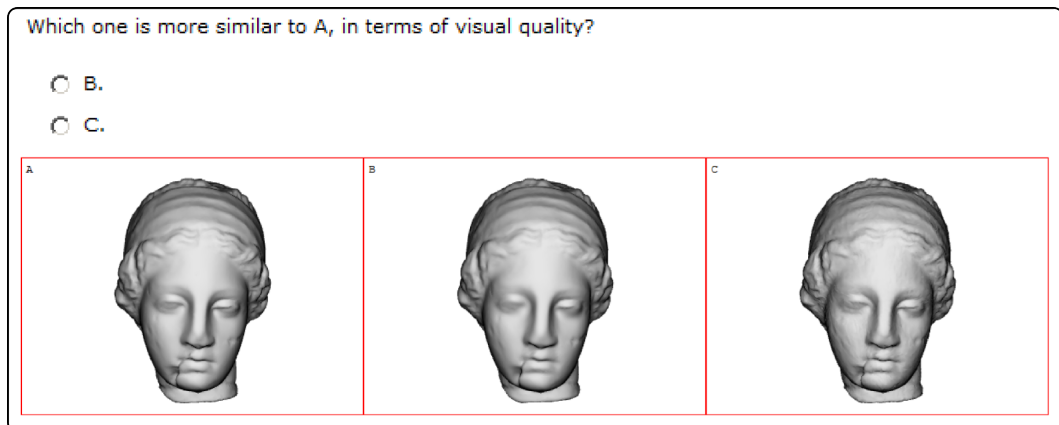 Which one is more similar to A, in terms of visual quality?
B.
C.
A
B
C